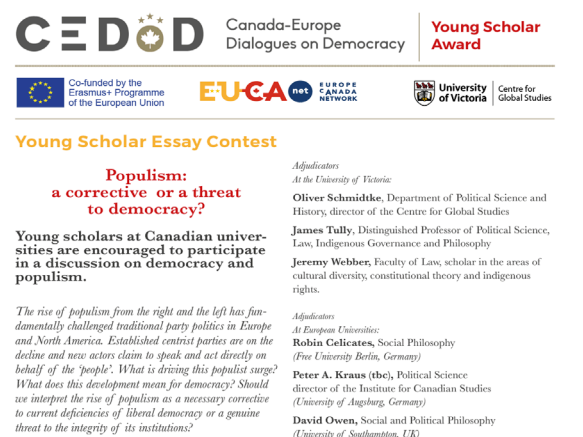 CEDOD
Canada-Europe
Dialogues on Democracy
Young Scholar
Award
Co-funded by the
Erasmus+ Programme
of the European Union
EUCA net
EUROPE
CANADA
NETWORK
University
of Victoria
Centre for
Global Studies
Young Scholar Essay Contest
Populism:
a corrective or a threat
to democracy?
Young scholars at Canadian univer-
sities are encouraged to participate
in a discussion on democracy and
populism.
The rise of populism from the right and the left has fun-
damentally challenged traditional party politics in Europe
and North America. Established centrist parties are on the
decline and new actors claim to speak and act directly on
behalf of the ‘people’. What is driving this populist surge?
What does this development mean for democracy? Should
we interpret the rise of populism as a necessary corrective
to current deficiencies of liberal democracy or a genuine
threat to the integrity of its institutions?
Adjudicators
At the University of Victoria:
Oliver Schmidtke, Department of Political Science and
History, director of the Centre for Global Studies
James Tully, Distinguished Professor of Political Science,
Law, Indigenous Governance and Philosophy
Jeremy Webber, Faculty of Law, scholar in the areas of
cultural diversity, constitutional theory and indigenous
rights.
Adjudicators
At European Universities:
Robin Celicates, Social Philosophy
(Free University Berlin, Germany)
Peter A. Kraus (tbc), Political Science
director of the Institute for Canadian Studies
(University of Augsburg, Germany)
David Owen, Social and Political Philosophy
(University of Southampton, UK)